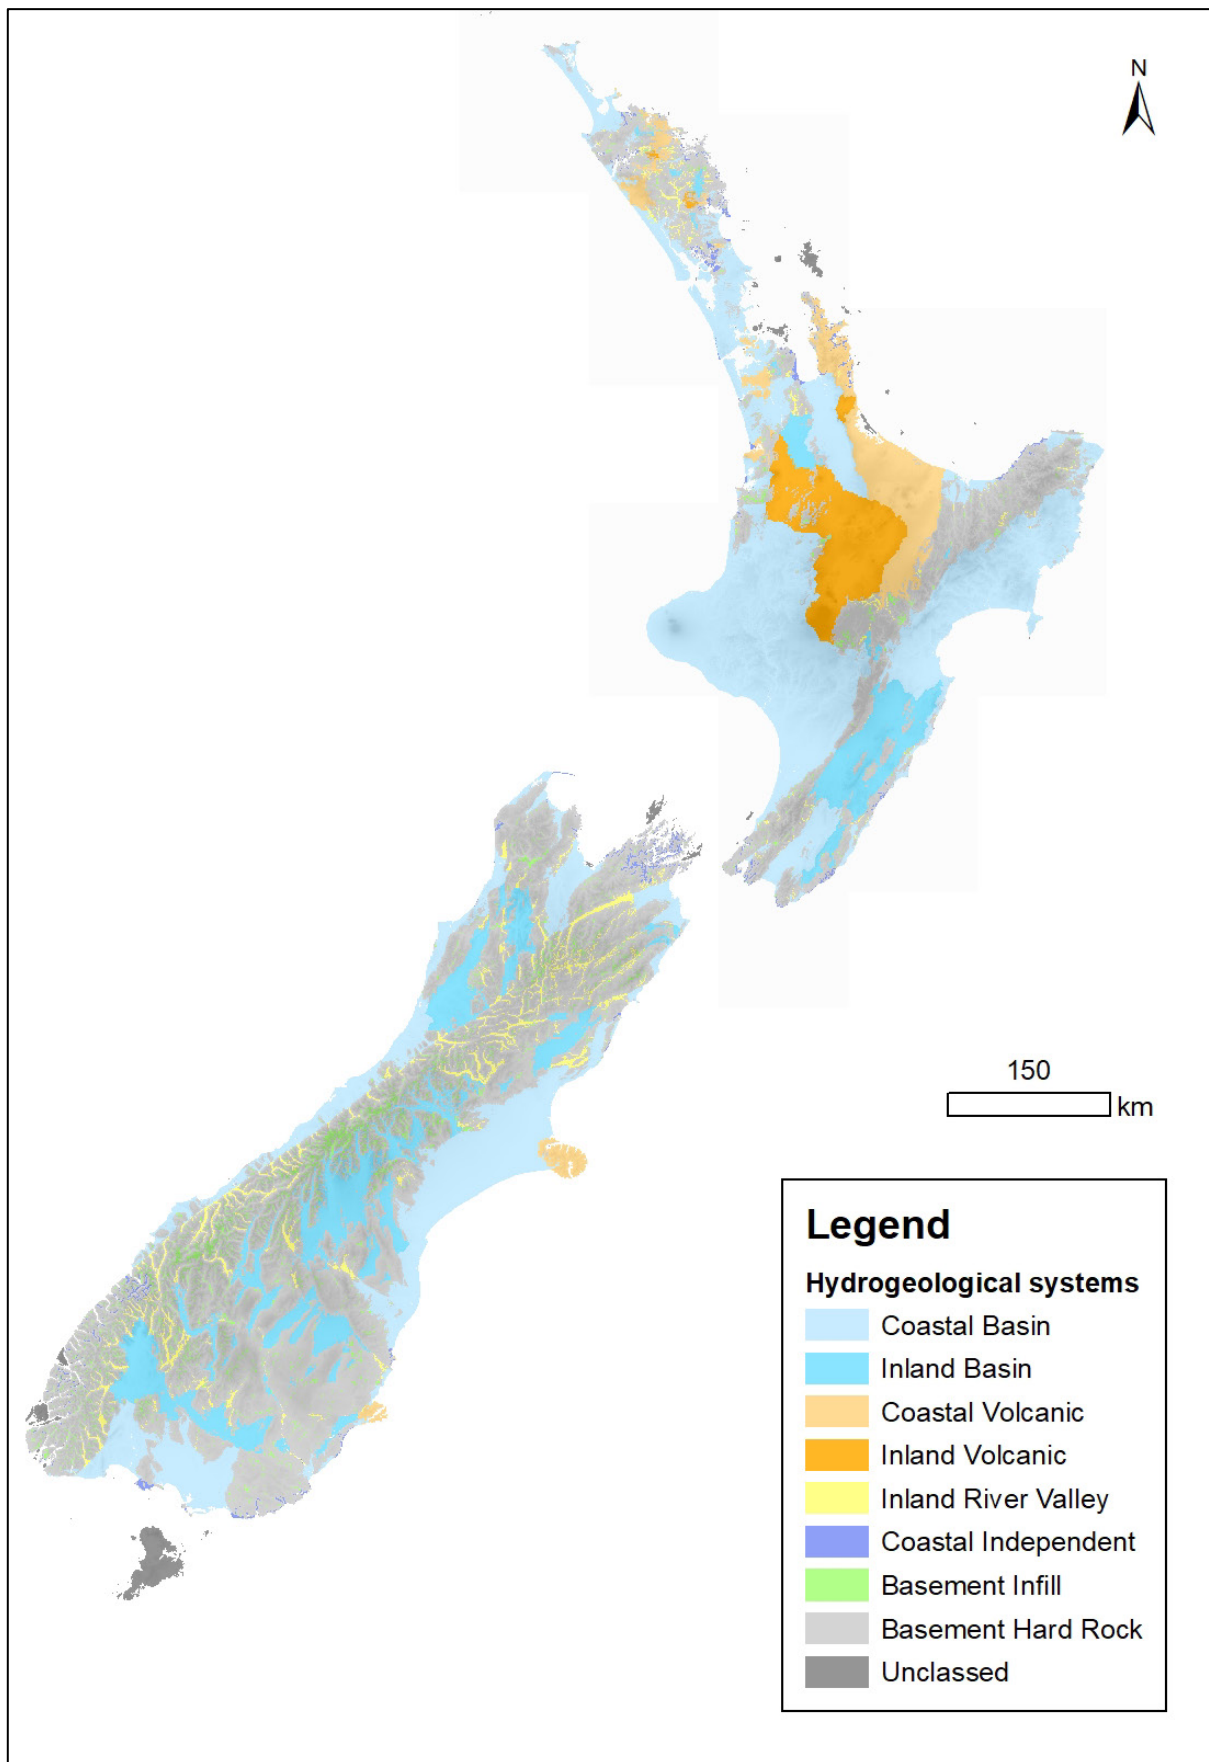 N
150
km
Legend
Hydrogeological systems
Coastal Basin
Inland Basin
Coastal Volcanic
Inland Volcanic
Inland River Valley
Coastal Independent
Basement Infill
Basement Hard Rock
Unclassed